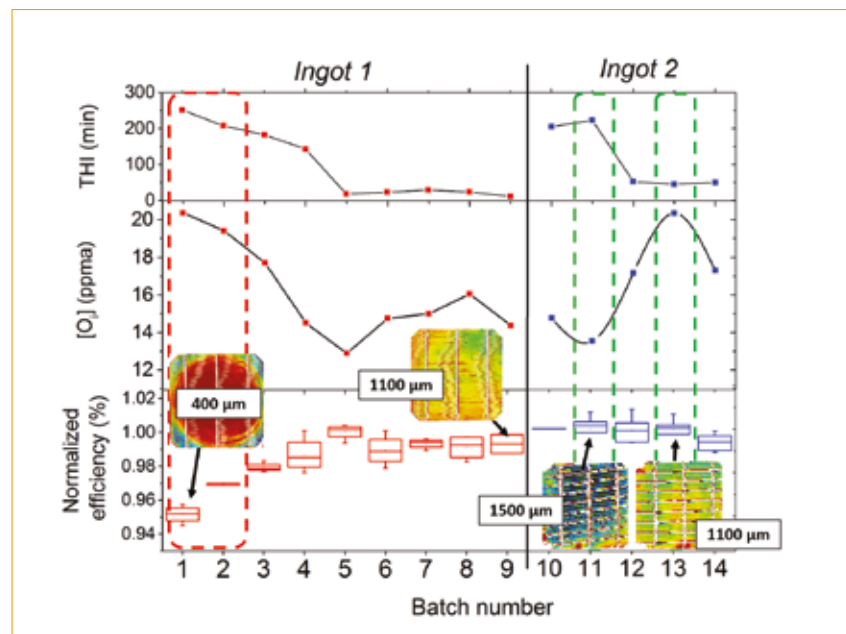 Ingot 1
Ingot 2
THI (min)
300
200
100
0
[Oᵢ] (ppma)
20
18
16
14
12
Normalized
efficiency (%)
1.02
1.00
0.98
0.96
0.94
400 µm
1100 µm
1500 µm
1100 µm
1 2 3 4 5 6 7 8 9 10 11 12 13 14
Batch number